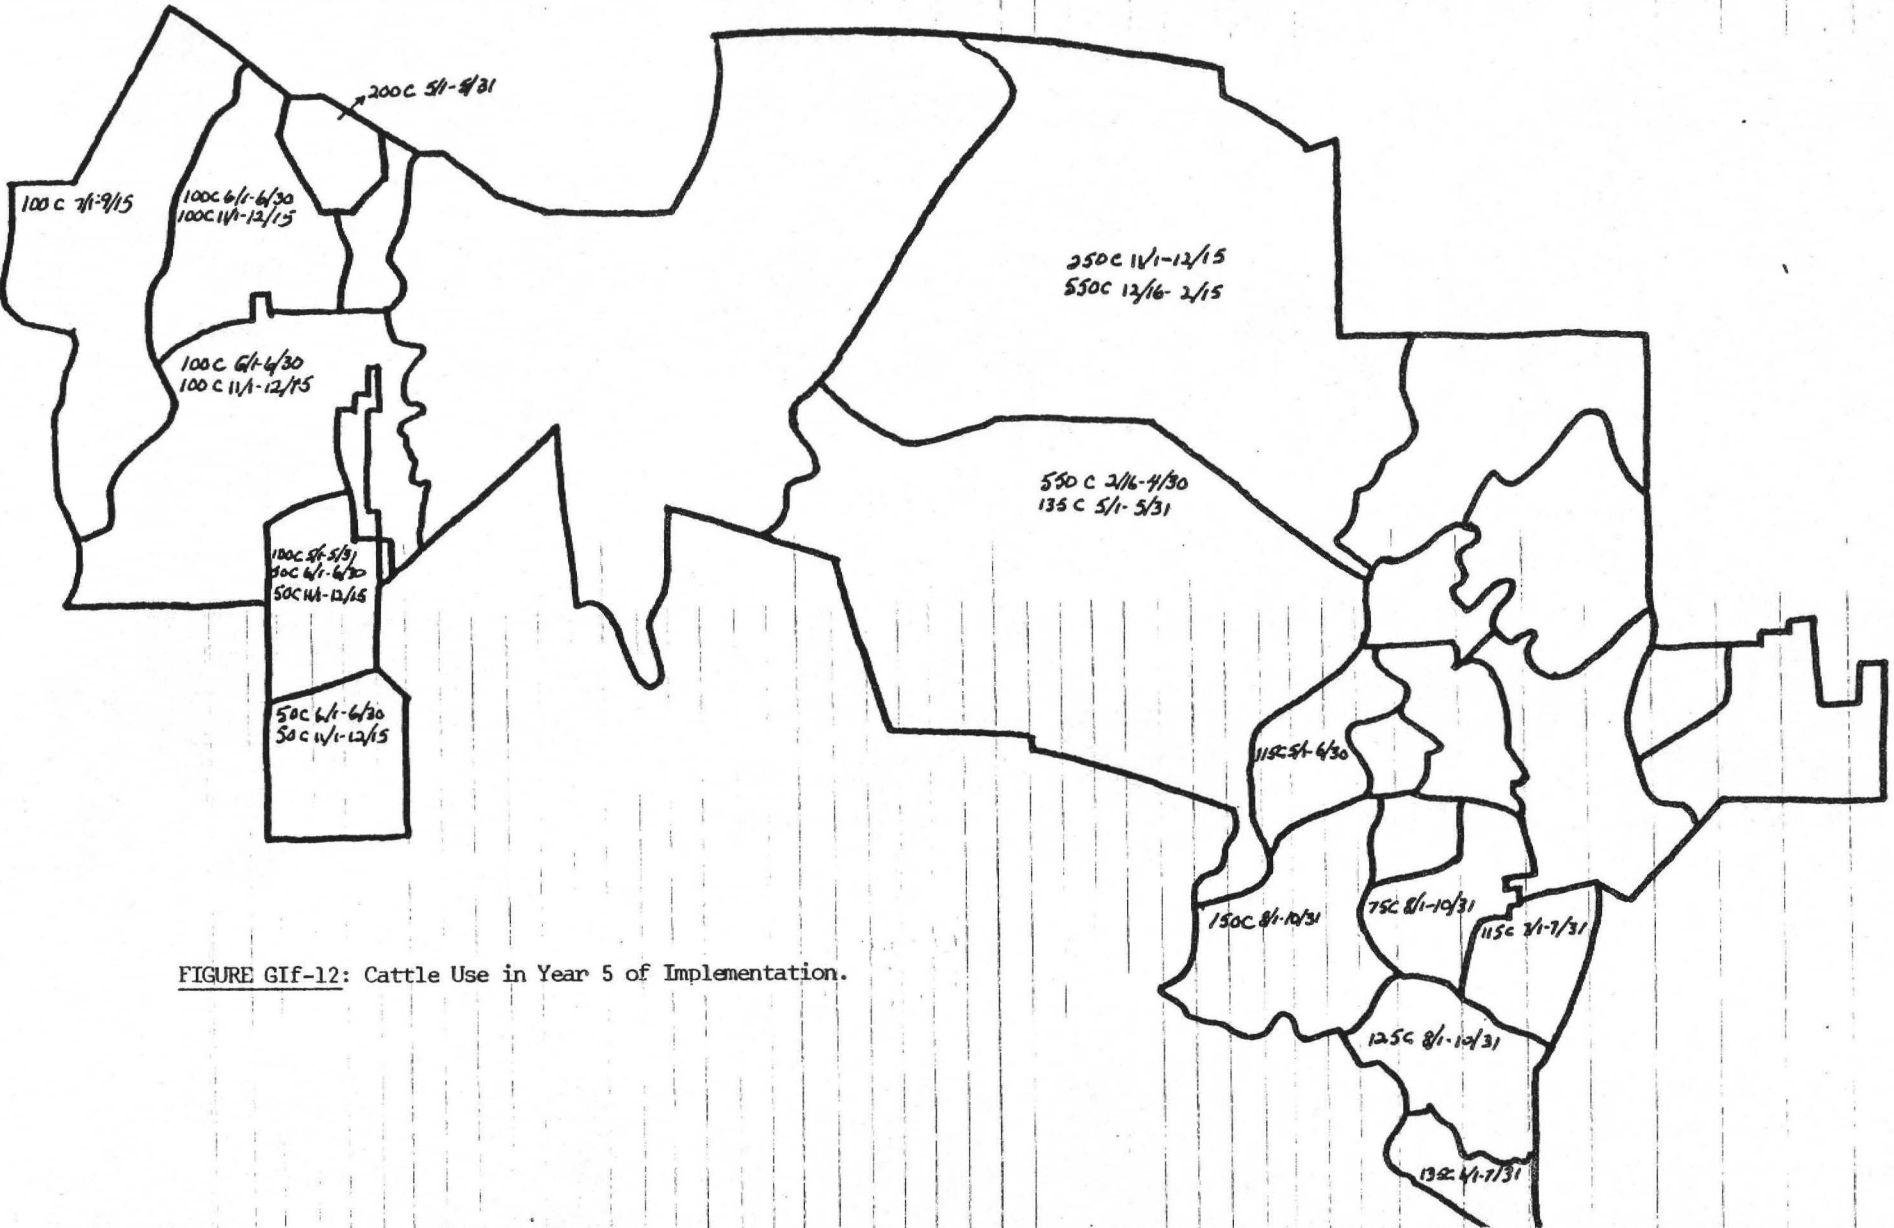 200C 5/1-5/31
100C 7/1-9/15
100C 6/1-6/30
100C 11/1-12/15
250C 11/1-12/15
550C 12/16-2/15
100C 6/1-6/30
100C 11/1-12/15
550C 2/16-4/30
135C 5/1-5/31
100C 5/1-5/31
50C 6/1-6/30
50C 11/1-12/15
50C 6/1-6/30
50C 11/1-12/15
115C 5/1-6/30
150C 8/1-10/31
75C 8/1-10/31
115C 7/1-7/31
FIGURE GIf-12: Cattle Use in Year 5 of Implementation.
125C 8/1-10/31
135C 6/1-7/31